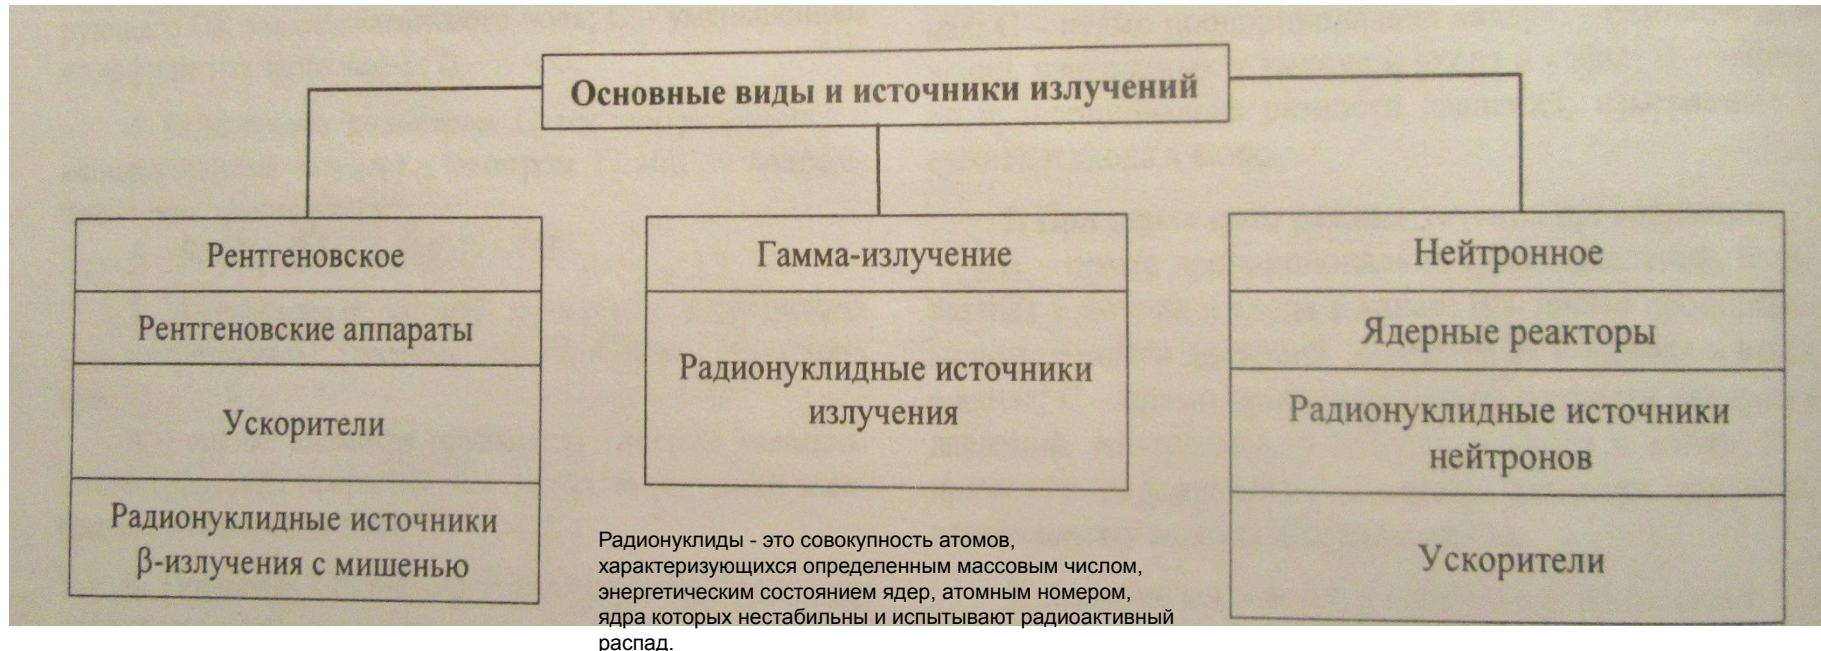 Основные виды и источники излучений
Рентгеновское
Рентгеновские аппараты
Ускорители
Радионуклидные источники
β-излучения с мишенью
Гамма-излучение
Радионуклидные источники
излучения
Нейтронное
Ядерные реакторы
Радионуклидные источники
нейтронов
Ускорители
Радионуклиды - это совокупность атомов,
характеризующихся определенным массовым числом,
энергетическим состоянием ядер, атомным номером,
ядра которых нестабильны и испытывают радиоактивный
распад.